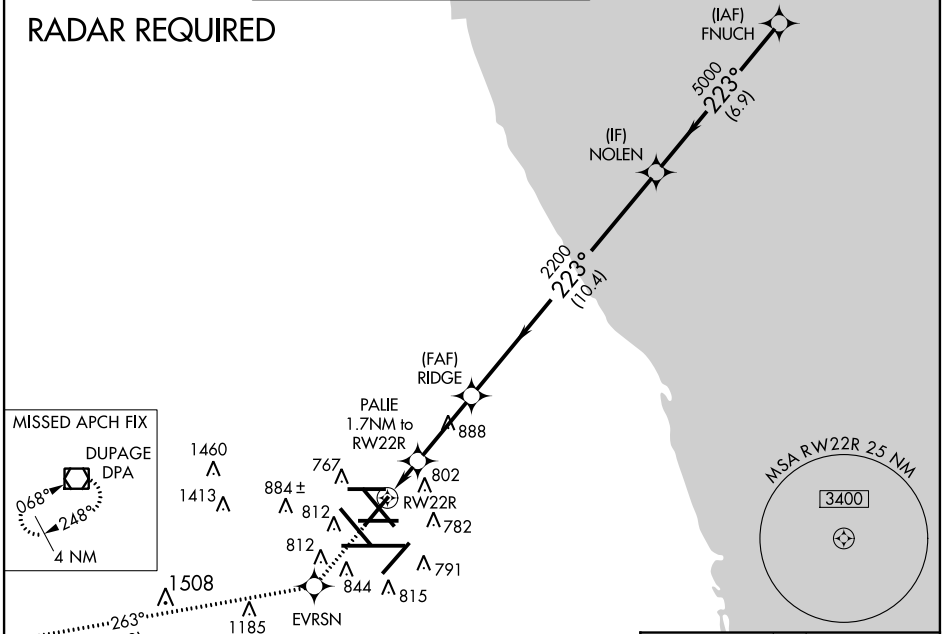 RADAR REQUIRED
(IAF)
FNUCH
5000
223°
(6.9)
(IF)
NOLEN
2200
223°
(10.4)
(FAF)
RIDGE
PALIE
1.7NM to
RW22R
888
MISSED APCH FIX
DUPAGE
DPA
068°
248°
4 NM
1460
1413
767
884 ±
812
802
RW22R
782
812
844
791
815
1508
263°
1185
EVRSN
MSA RW22R 25 NM
3400